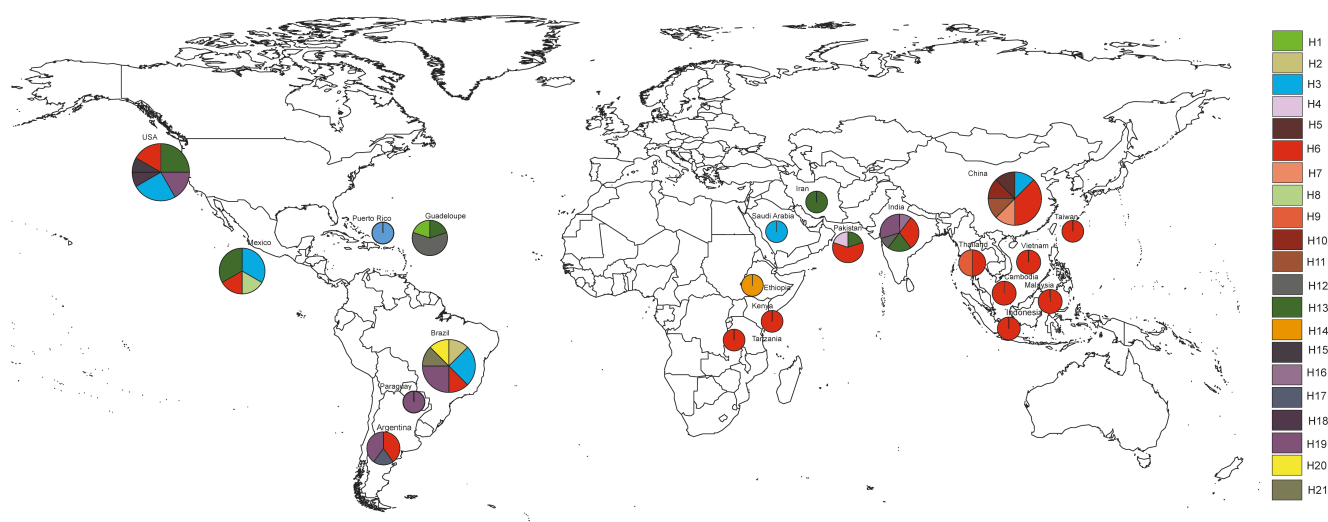 USA
Mexico
Puerto Rico
Guadeloupe
Brazil
Paraguay
Argentina
Iran
Saudi Arabia
Pakistan
India
Ethiopia
Kenya
Tanzania
China
Taiwan
Thailand
Vietnam
Cambodia
Malaysia
Indonesia
H1
H2
H3
H4
H5
H6
H7
H8
H9
H10
H11
H12
H13
H14
H15
H16
H17
H18
H19
H20
H21